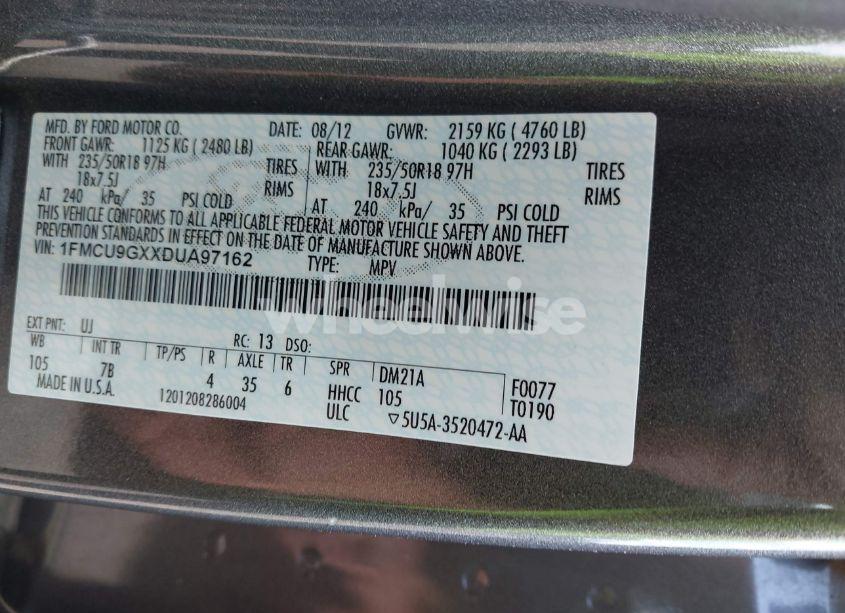 MFD. BY FORD MOTOR CO. DATE: 08/12 GVWR: 2159 KG ( 4760 LB)
FRONT GAWR: 1125 KG ( 2480 LB) REAR GAWR: 1040 KG ( 2293 LB)
WITH 235/50R18 97H TIRES WITH 235/50R18 97H TIRES
18x7.5J RIMS 18x7.5J RIMS
AT 240 kPa/ 35 PSI COLD AT 240 kPa/ 35 PSI COLD
THIS VEHICLE CONFORMS TO ALL APPLICABLE FEDERAL MOTOR VEHICLE SAFETY AND THEFT
PREVENTION STANDARDS IN EFFECT ON THE DATE OF MANUFACTURE SHOWN ABOVE.
VIN: 1FMCU9GXXDUA97162 TYPE: MPV
wheelwise
EXT PNT: UJ RC: 13 DSO:
WB INT TR TP/PS R AXLE TR SPR DM21A F0077
105 7B 4 35 6 HHCC 105 T0190
MADE IN U.S.A. 1201208286004 ULC ▽5U5A-3520472-AA